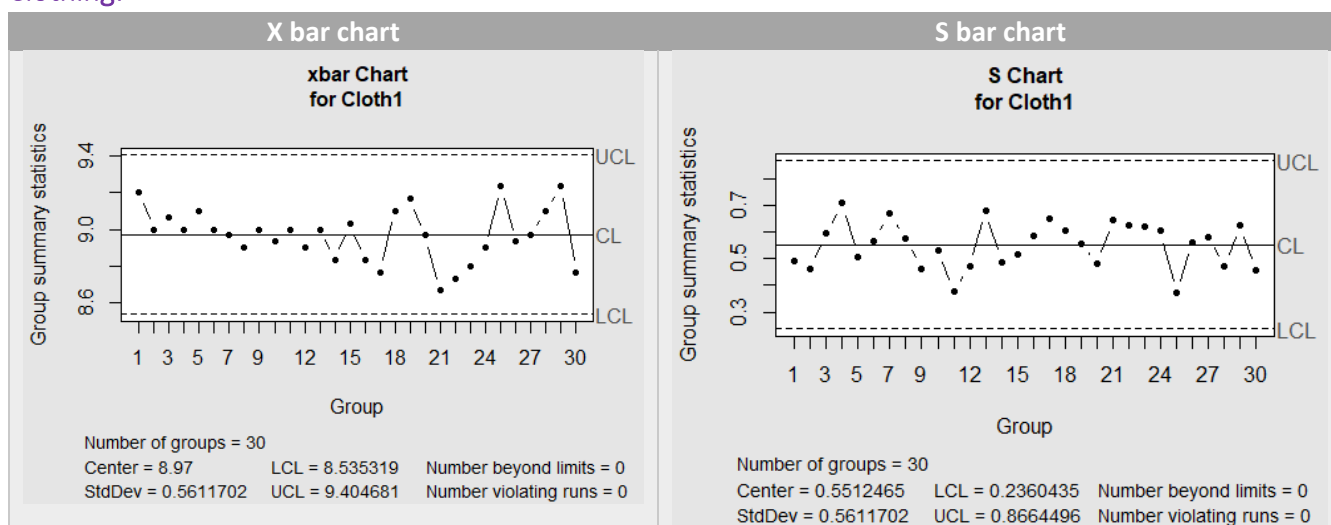 Clothing.
X bar chart
S bar chart
xbar Chart
for Cloth1
Group summary statistics
9.4
9.0
8.6
UCL
CL
LCL
1 3 5 7 9 12 15 18 21 24 27 30
Group
Number of groups = 30
Center = 8.97 LCL = 8.535319 Number beyond limits = 0
StdDev = 0.5611702 UCL = 9.404681 Number violating runs = 0
S Chart
for Cloth1
Group summary statistics
0.7
0.5
0.3
UCL
CL
LCL
1 3 5 7 9 12 15 18 21 24 27 30
Group
Number of groups = 30
Center = 0.5512465 LCL = 0.2360435 Number beyond limits = 0
StdDev = 0.5611702 UCL = 0.8664496 Number violating runs = 0